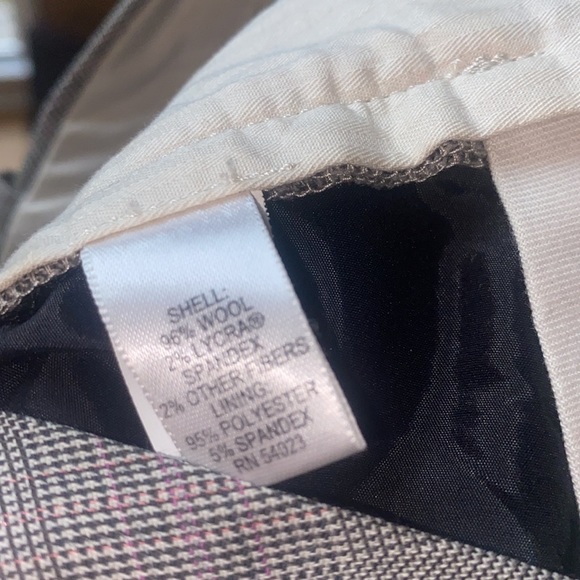 SHELL:
96% WOOL
2% LYCRA®
SPANDEX
2% OTHER FIBERS
LINING
95% POLYESTER
5% SPANDEX
RN 54023